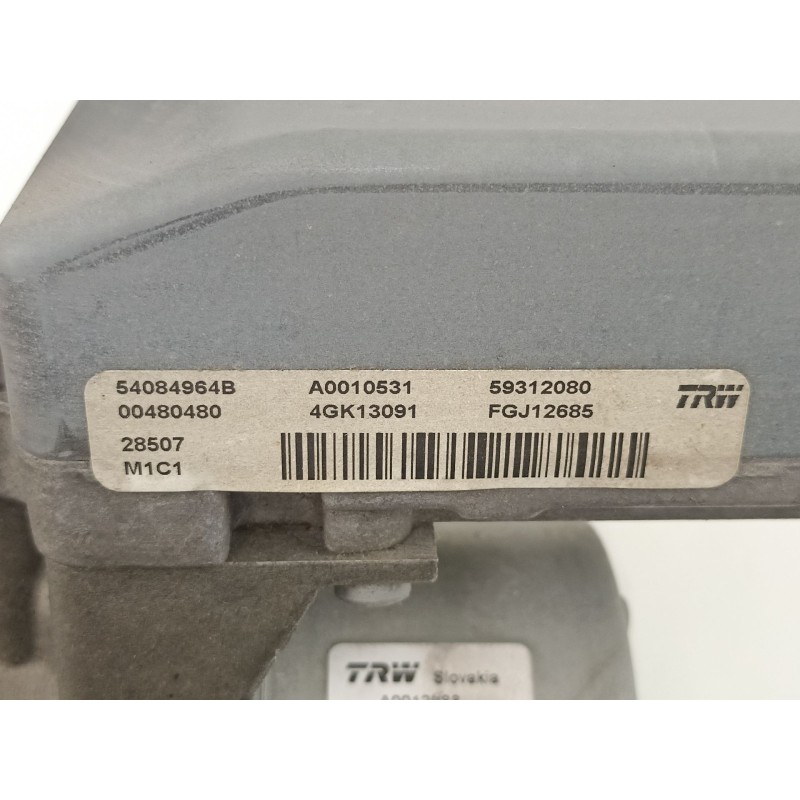 54084964B A0010531 59312080 TRW
00480480 4GK13091 FGJ12685
28507
M1C1
TRW Slovakia